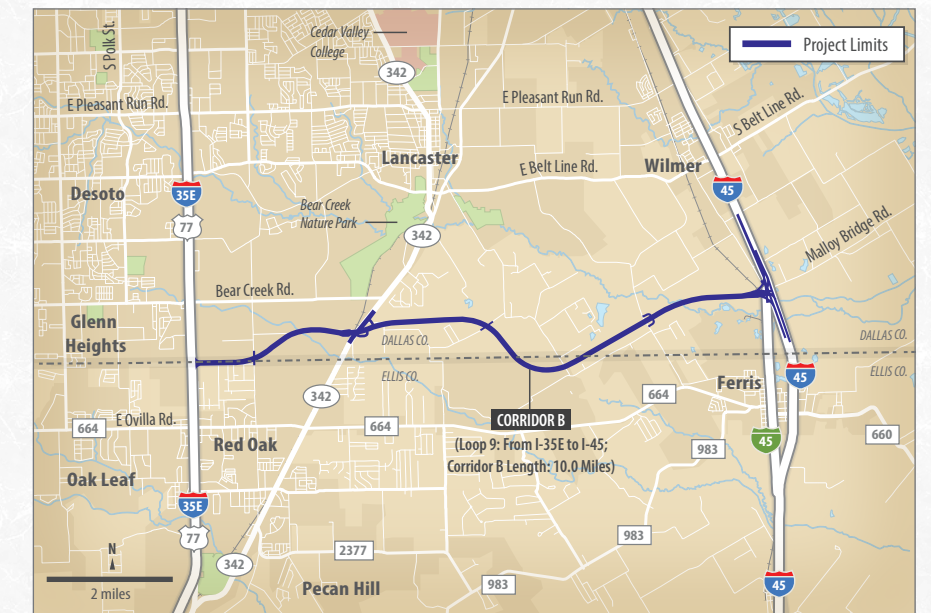 Project Limits
Cedar Valley
College
S Polk St.
342
E Pleasant Run Rd.
E Pleasant Run Rd.
S Belt Line Rd.
Lancaster
E Belt Line Rd.
Wilmer
Desoto
35E
77
45
Bear Creek
Nature Park
342
Malloy Bridge Rd.
Bear Creek Rd.
Glenn
Heights
DALLAS CO.
DALLAS CO.
ELLIS CO.
ELLIS CO.
45
Ferris
342
664
E Ovilla Rd.
664
664
CORRIDOR B
(Loop 9: From I-35E to I-45;
Corridor B Length: 10.0 Miles)
Red Oak
983
45
660
Oak Leaf
35E
77
983
N
2377
342
2 miles
Pecan Hill
983
45